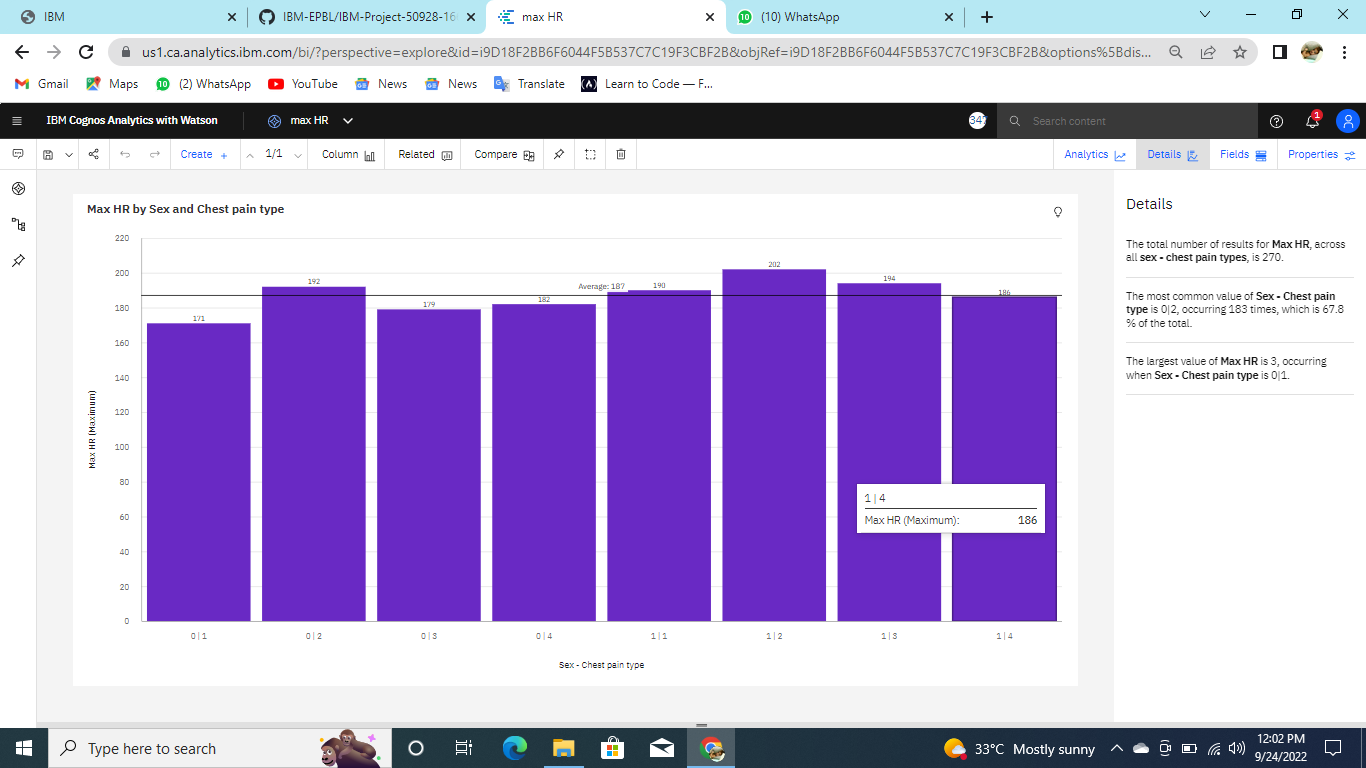 IBM
IBM-EPBL/IBM-Project-50928-16
max HR
(10) WhatsApp
us1.ca.analytics.ibm.com/bi/?perspective=explore&id=i9D18F2BB6F6044F5B537C7C19F3CBF2B&objRef=i9D18F2BB6F6044F5B537C7C19F3CBF2B&options%5Bdis...
Gmail
Maps
10
(2) WhatsApp
YouTube
News
News
Translate
Learn to Code — F...
IBM Cognos Analytics with Watson
max HR
347
Search content
1
Create +
1/1
Column
Related
Compare
Analytics
Details
Fields
Properties
Max HR by Sex and Chest pain type
220
200
180
160
140
120
100
80
60
40
20
0
Max HR (Maximum)
171
192
179
182
Average: 187
190
202
194
186
1 | 4
Max HR (Maximum): 186
0 | 1
0 | 2
0 | 3
0 | 4
1 | 1
1 | 2
1 | 3
1 | 4
Sex - Chest pain type
Details
The total number of results for Max HR, across
all sex - chest pain types, is 270.
The most common value of Sex - Chest pain
type is 0|2, occurring 183 times, which is 67.8
% of the total.
The largest value of Max HR is 3, occurring
when Sex - Chest pain type is 0|1.
Type here to search
33°C Mostly sunny
12:02 PM
9/24/2022